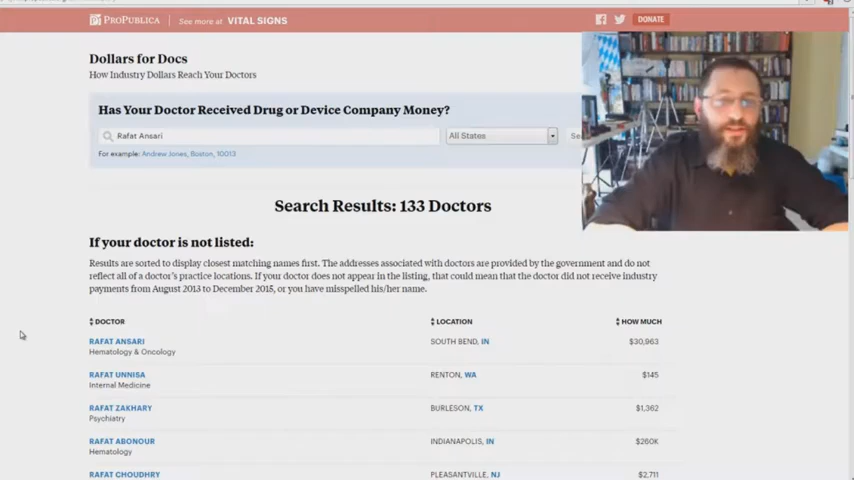 PROPUBLICA See more at VITAL SIGNS DONATE
Dollars for Docs
How Industry Dollars Reach Your Doctors
Has Your Doctor Received Drug or Device Company Money?
Rafat Ansari All States
For example: Andrew Jones, Boston, 10013
Search Results: 133 Doctors
If your doctor is not listed:
Results are sorted to display closest matching names first. The addresses associated with doctors are provided by the government and do not
reflect all of a doctor's practice locations. If your doctor does not appear in the listing, that could mean that the doctor did not receive industry
payments from August 2013 to December 2015, or you have misspelled his/her name.
DOCTOR LOCATION HOW MUCH
RAFAT ANSARI SOUTH BEND, IN $30,963
Hematology & Oncology
RAFAT UNNISA RENTON, WA $145
Internal Medicine
RAFAT ZAKHARY BURLESON, TX $1,362
Psychiatry
RAFAT ABONOUR INDIANAPOLIS, IN $260K
Hematology
RAFAT CHOUDHRY PLEASANTVILLE, NJ $2,711